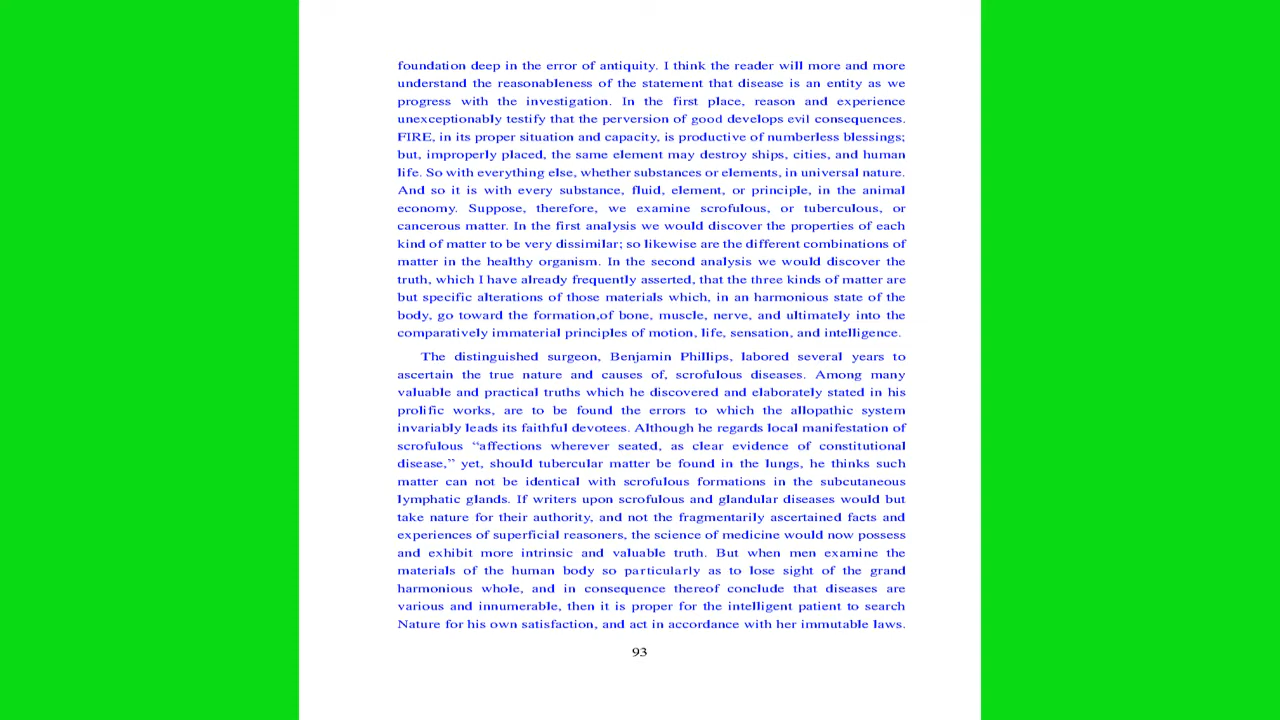 foundation deep in the error of antiquity. I think the reader will more and more
understand the reasonableness of the statement that disease is an entity as we
progress with the investigation. In the first place, reason and experience
unexceptionably testify that the perversion of good develops evil consequences.
FIRE, in its proper situation and capacity, is productive of numberless blessings;
but, improperly placed, the same element may destroy ships, cities, and human
life. So with everything else, whether substances or elements, in universal nature.
And so it is with every substance, fluid, element, or principle, in the animal
economy. Suppose, therefore, we examine scrofulous, or tuberculous, or
cancerous matter. In the first analysis we would discover the properties of each
kind of matter to be very dissimilar; so likewise are the different combinations of
matter in the healthy organism. In the second analysis we would discover the
truth, which I have already frequently asserted, that the three kinds of matter are
but specific alterations of those materials which, in an harmonious state of the
body, go toward the formation,of bone, muscle, nerve, and ultimately into the
comparatively immaterial principles of motion, life, sensation, and intelligence.
The distinguished surgeon, Benjamin Phillips, labored several years to
ascertain the true nature and causes of, scrofulous diseases. Among many
valuable and practical truths which he discovered and elaborately stated in his
prolific works, are to be found the errors to which the allopathic system
invariably leads its faithful devotees. Although he regards local manifestation of
scrofulous “affections wherever seated, as clear evidence of constitutional
disease,” yet, should tubercular matter be found in the lungs, he thinks such
matter can not be identical with scrofulous formations in the subcutaneous
lymphatic glands. If writers upon scrofulous and glandular diseases would but
take nature for their authority, and not the fragmentarily ascertained facts and
experiences of superficial reasoners, the science of medicine would now possess
and exhibit more intrinsic and valuable truth. But when men examine the
materials of the human body so particularly as to lose sight of the grand
harmonious whole, and in consequence thereof conclude that diseases are
various and innumerable, then it is proper for the intelligent patient to search
Nature for his own satisfaction, and act in accordance with her immutable laws.
93